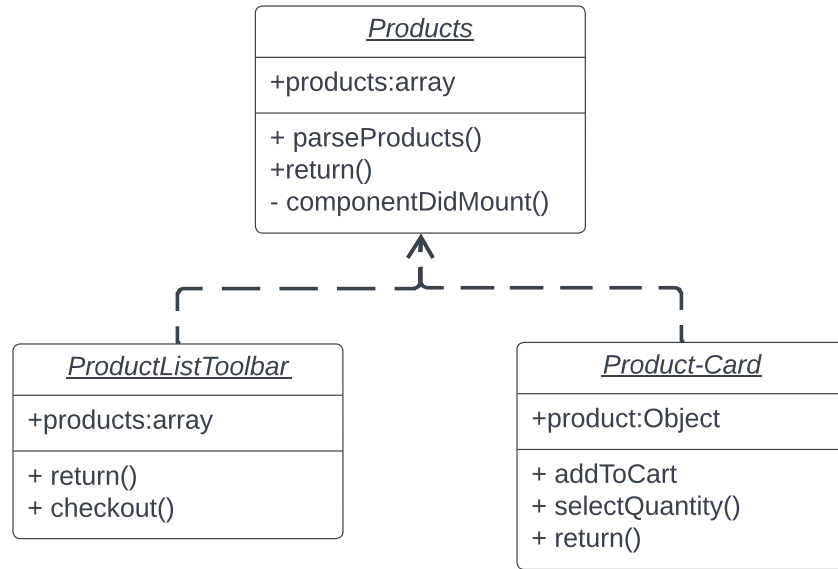 Products
+products:array
+ parseProducts()
+return()
- componentDidMount()
ProductListToolbar
+products:array
+ return()
+ checkout()
Product-Card
+product:Object
+ addToCart
+ selectQuantity()
+ return()